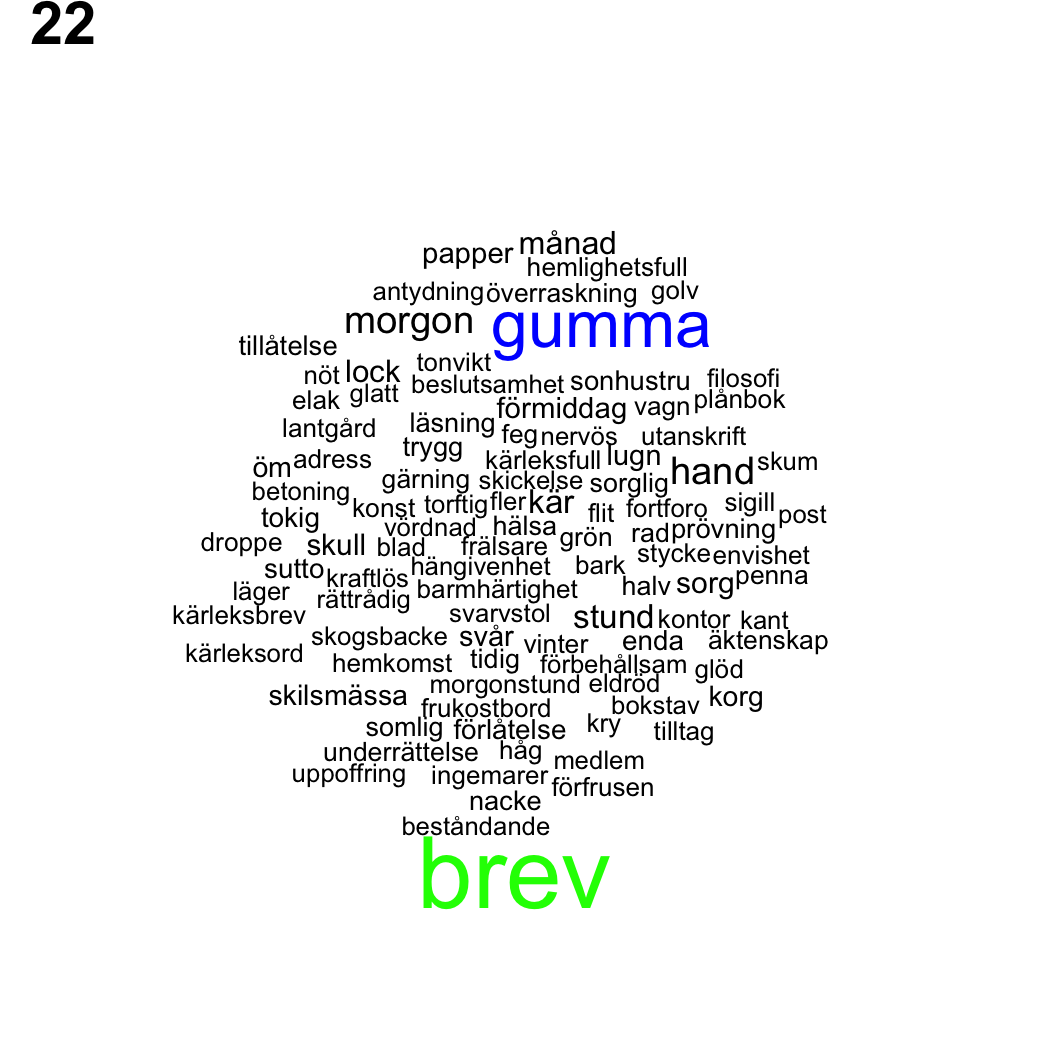 22
papper månad
hemlighetsfull
antydning överraskning golv
morgon gumma
tillåtelse
tonvikt
nöt lock beslutsamhet sonhustru filosofi
elak glatt förmiddag vagn plånbok
lantgård läsning feg nervös utanskrift
trygg
öm adress kärleksfull lugn hand skum
betoning gärning skickelse sorglig
konst torftig fler kär flit fortforo sigill post
tokig vördnad hälsa grön rad prövning
droppe skull blad frälsare stycke envishet
sutto kraftlös hängivenhet bark halv sorg penna
läger rättrådig barmhärtighet
kärleksbrev svarvstol stund kontor kant
skogsbacke svår vinter enda äktenskap
kärleksord hemkomst tidig förbehållsam glöd
morgonstund eldröd
skilsmässa frukostbord bokstav korg
somlig förlåtelse kry tilltag
underrättelse håg medlem
uppoffring ingemarer förfrusen
nacke
beståndande
brev